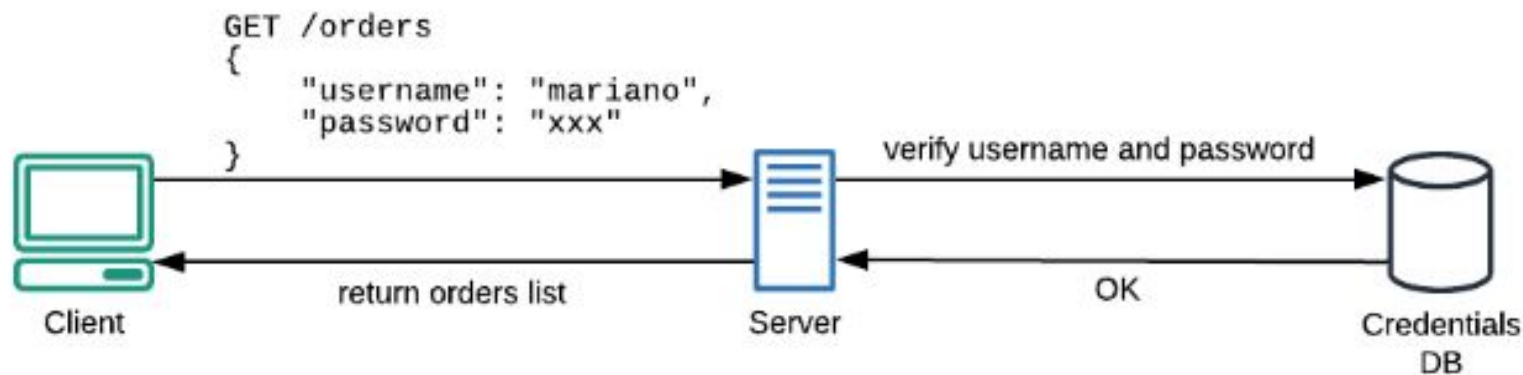 GET /orders
{
    "username": "mariano",
    "password": "xxx"
}
verify username and password
return orders list
OK
Client
Server
Credentials
DB